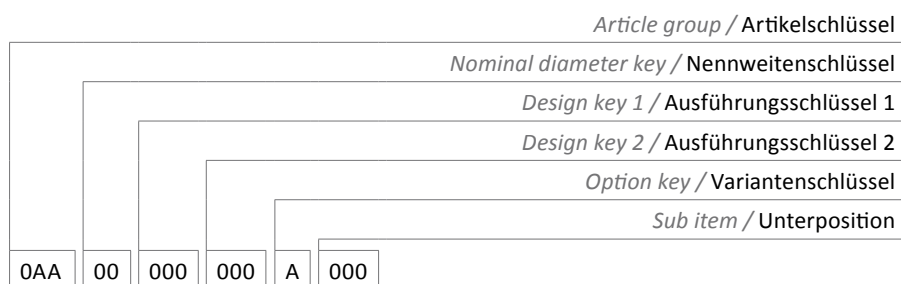 Article group / Artikelschlüssel
Nominal diameter key / Nennweitenschlüssel
Design key 1 / Ausführungsschlüssel 1
Design key 2 / Ausführungsschlüssel 2
Option key / Variantenschlüssel
Sub item / Unterposition
0AA 00 000 000 A 000